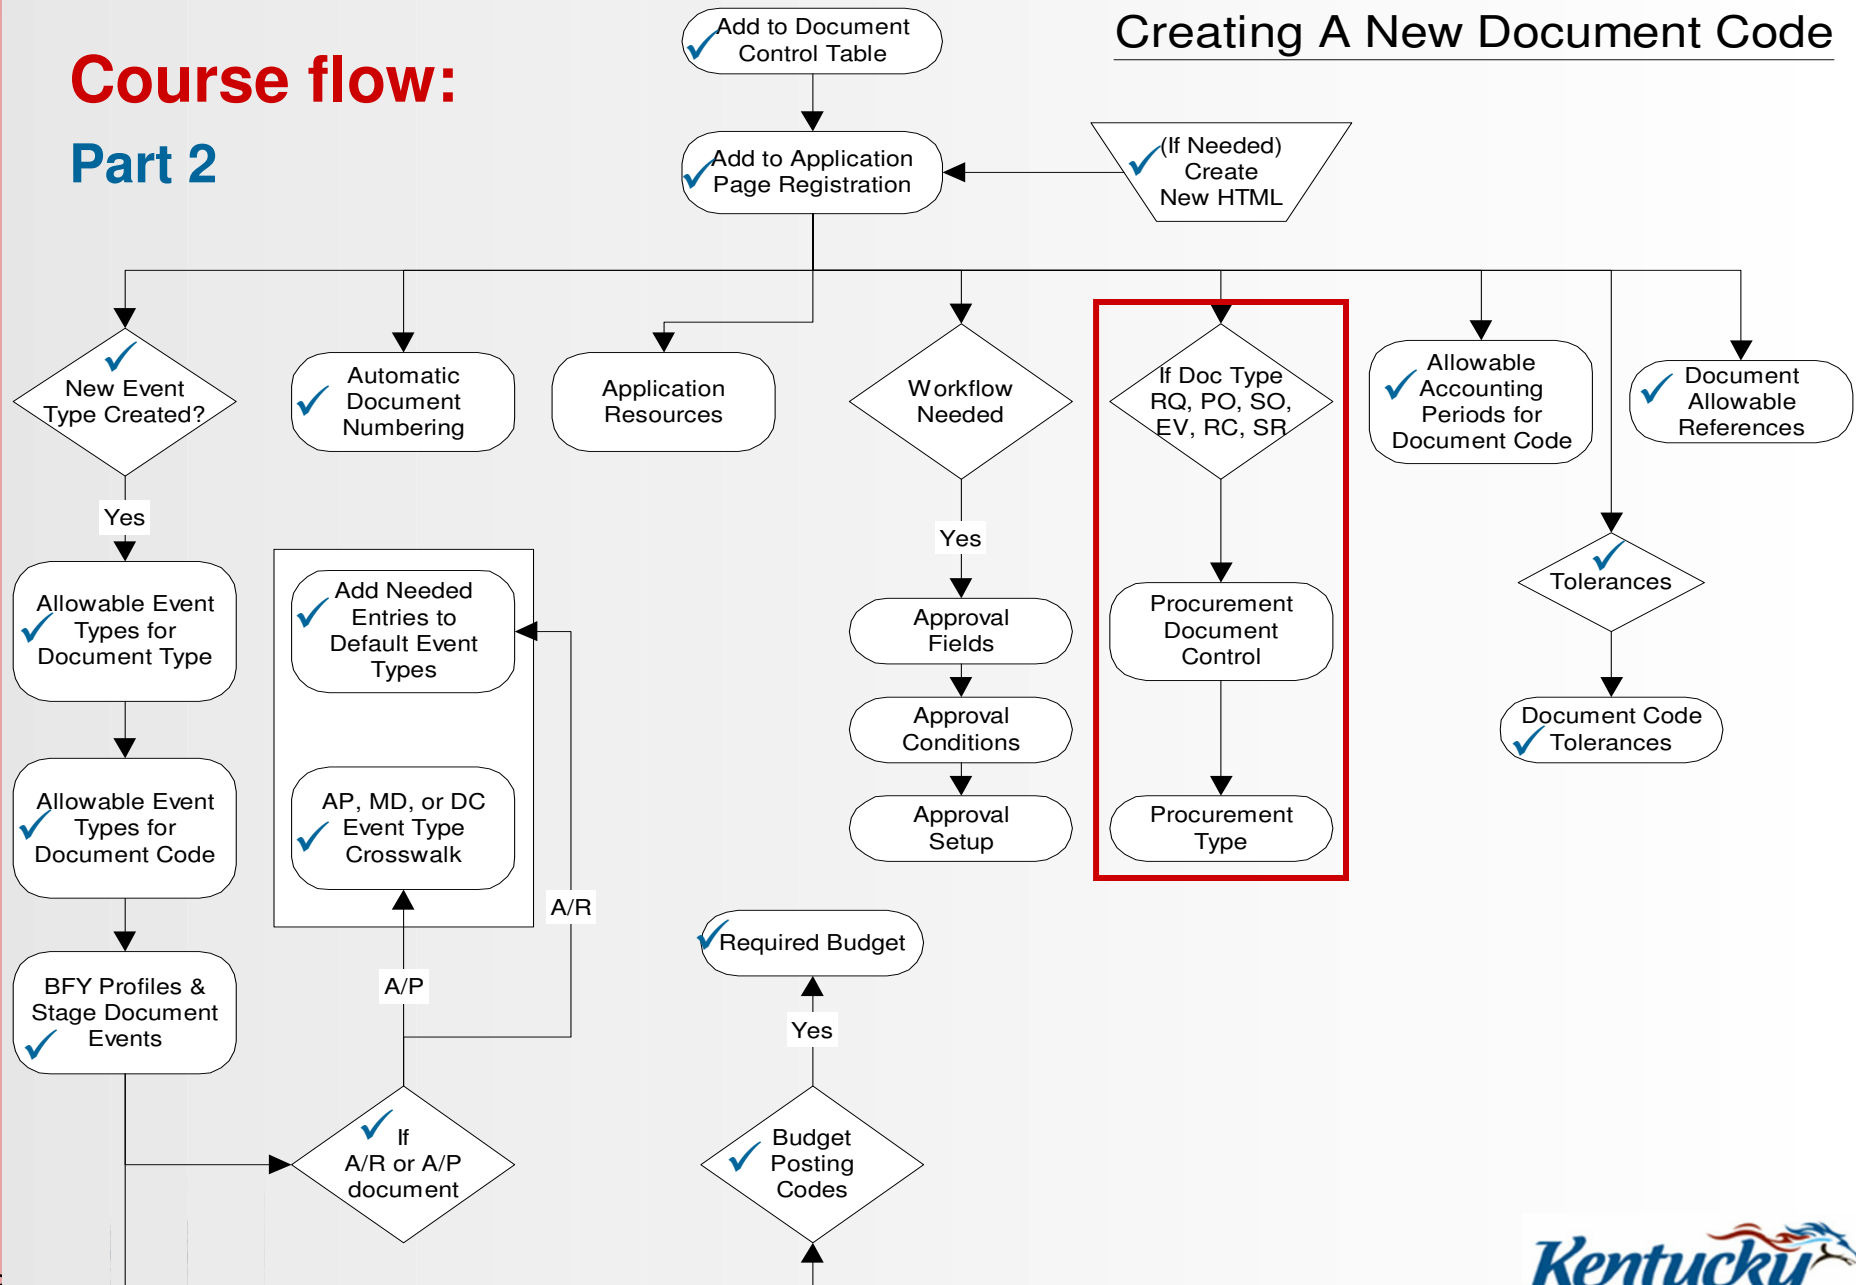 Creating A New Document Code
Course flow:
Part 2
Add to Document
Control Table
Add to Application
Page Registration
(If Needed)
Create
New HTML
New Event
Type Created?
Automatic
Document
Numbering
Application
Resources
Workflow
Needed
If Doc Type
RQ, PO, SO,
EV, RC, SR
Allowable
Accounting
Periods for
Document Code
Document
Allowable
References
Yes
Yes
Tolerances
Allowable Event
Types for
Document Type
Add Needed
Entries to
Default Event
Types
Approval
Fields
Procurement
Document
Control
Document Code
Tolerances
Approval
Conditions
Allowable Event
Types for
Document Code
AP, MD, or DC
Event Type
Crosswalk
Approval
Setup
Procurement
Type
A/R
Required Budget
BFY Profiles &
Stage Document
Events
A/P
Yes
If
A/R or A/P
document
Budget
Posting
Codes
Kentucky